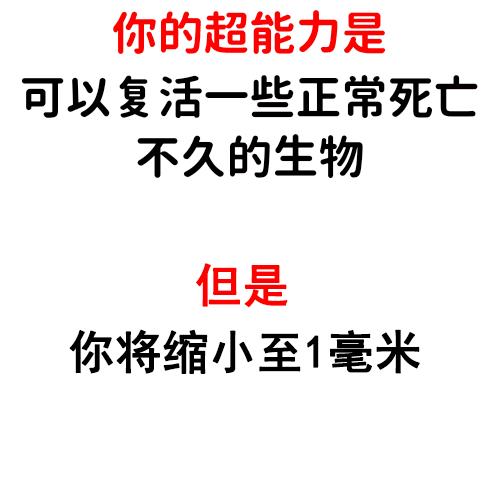 你的超能力是
可以复活一些正常死亡
不久的生物
但是
你将缩小至1毫米